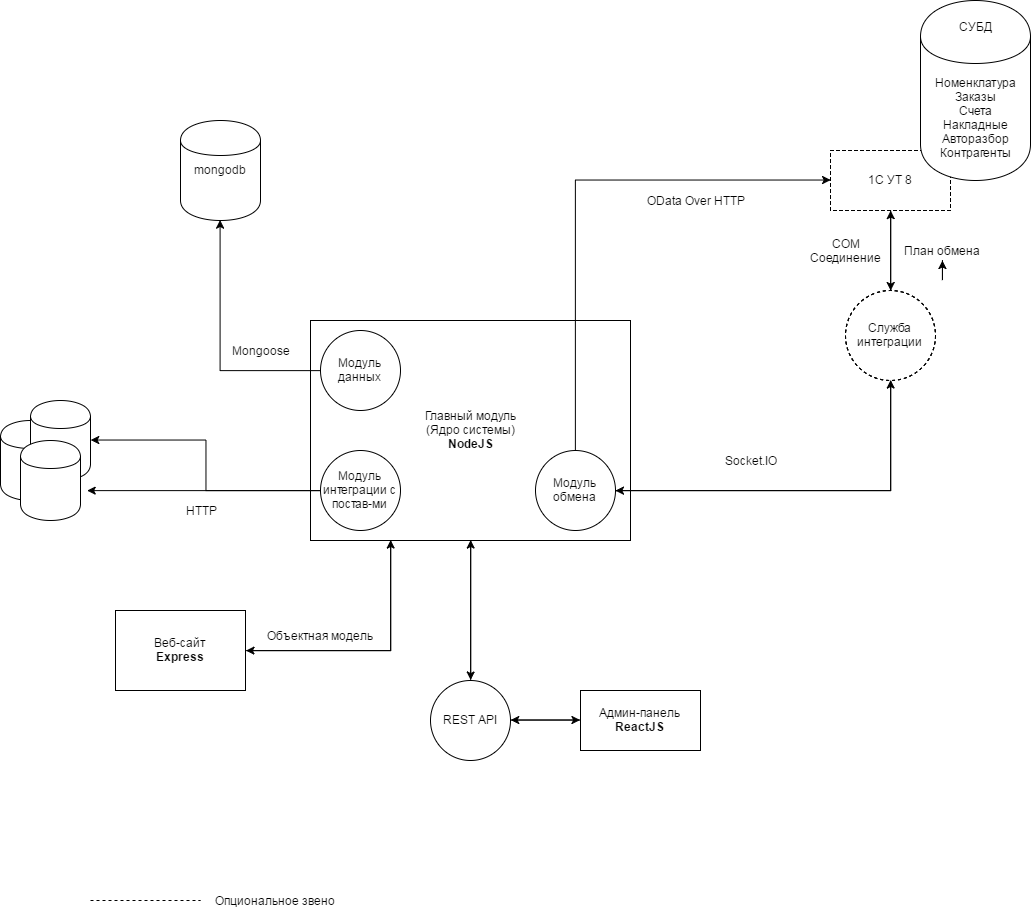 СУБД
Номенклатура
Заказы
Счета
Накладные
Авторазбор
Контрагенты
mongodb
1С УТ 8
OData Over HTTP
COM
Соединение
План обмена
Служба
интеграции
Mongoose
Модуль
данных
Главный модуль
(Ядро системы)
NodeJS
Модуль
интеграции с
постав-ми
Модуль
обмена
Socket.IO
HTTP
Веб-сайт
Express
Объектная модель
REST API
Админ-панель
ReactJS
Опциональное звено